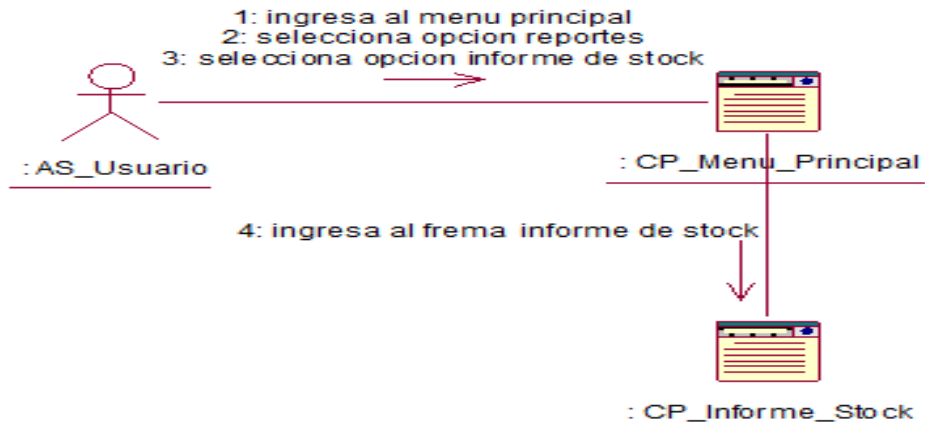 1: ingresa al menu principal
2: selecciona opcion reportes
3: selecciona opcion informe de stock
: AS_Usuario
: CP_Menu_Principal
4: ingresa al frema informe de stock
: CP_Informe_Stock